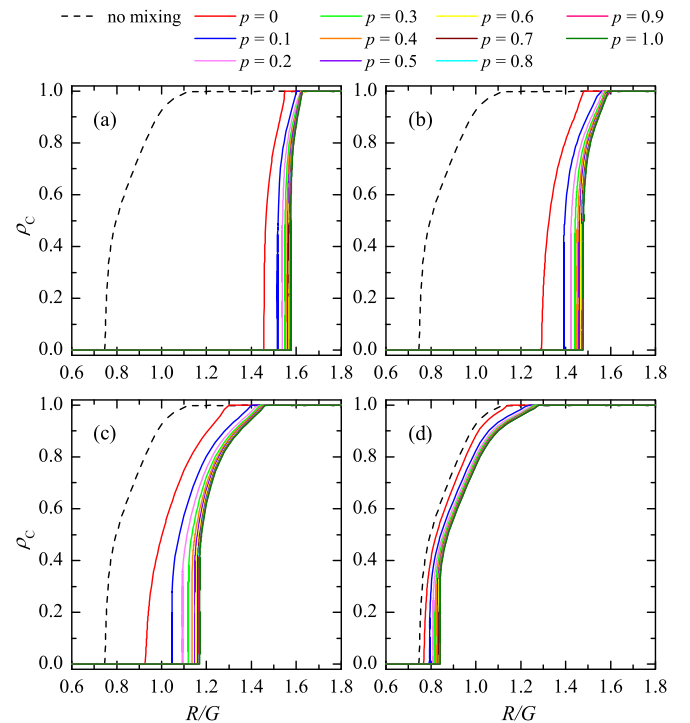 no mixing p = 0 p = 0.3 p = 0.6 p = 0.9
p = 0.1 p = 0.4 p = 0.7 p = 1.0
p = 0.2 p = 0.5 p = 0.8
1.0 1.0
(a) (b)
0.8 0.8
0.6 0.6
ρC
0.4 0.4
0.2 0.2
0.0 0.0
0.6 0.8 1.0 1.2 1.4 1.6 1.8 0.6 0.8 1.0 1.2 1.4 1.6 1.8
1.0 1.0
(c) (d)
0.8 0.8
0.6 0.6
ρC
0.4 0.4
0.2 0.2
0.0 0.0
0.6 0.8 1.0 1.2 1.4 1.6 1.8 0.6 0.8 1.0 1.2 1.4 1.6 1.8
R/G R/G